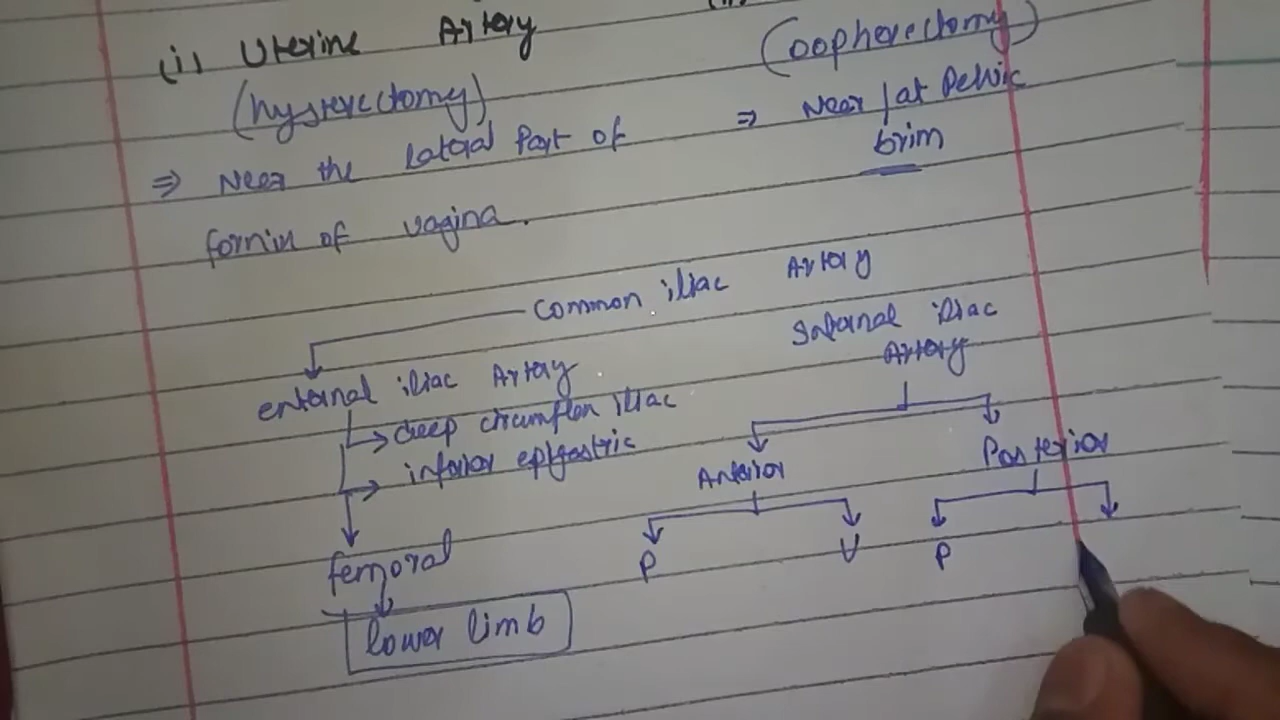 (i) Uterine Artery
(oopherectomy)
(hysterectomy)
⇒ Near the lateral part of
⇒ Near / at Pelvic
brim
fornix of vagina.
Common iliac Artery
external iliac Artery
Internal iliac
Artery
→ deep circumflex iliac
→ inferior epigastric
Anterior
Posterior
femoral
P
V
P
lower limb